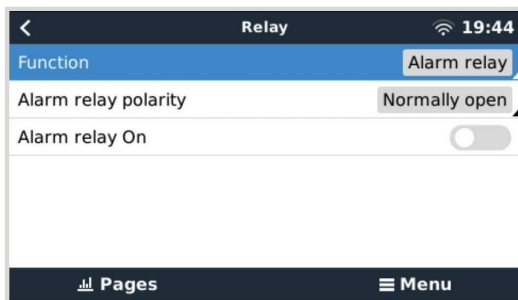 Relay 19:44
Function Alarm relay
Alarm relay polarity Normally open
Alarm relay On
Pages Menu